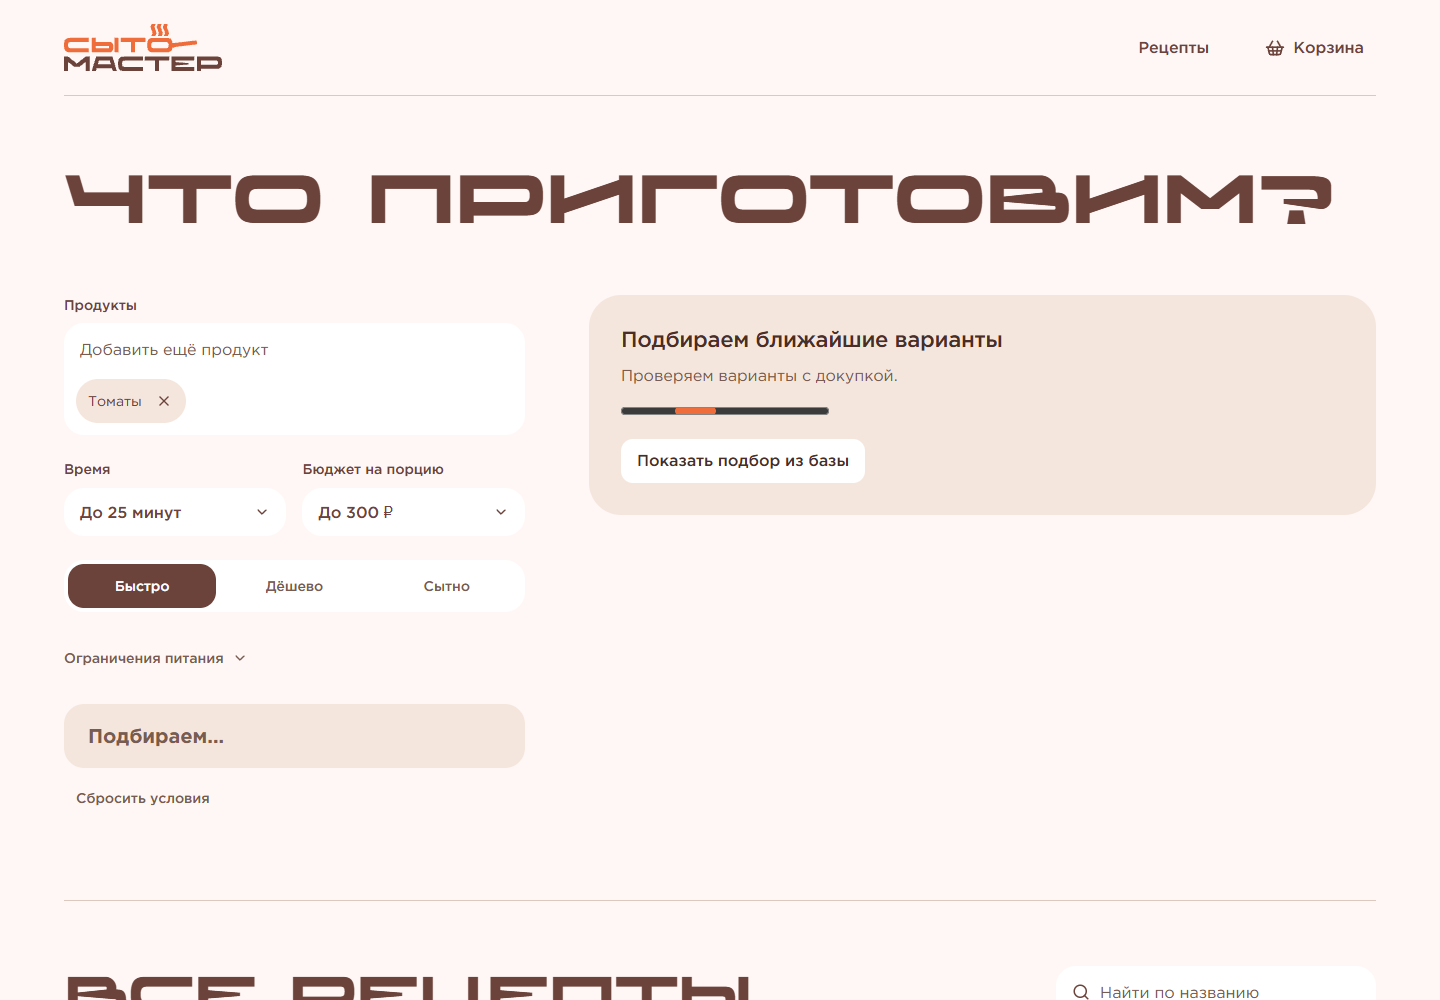 СЫТО
МАСТЕР
Рецепты
Корзина
ЧТО ПРИГОТОВИМ?
Продукты
Добавить ещё продукт
Томаты
Время
Бюджет на порцию
До 25 минут
До 300 ₽
Быстро
Дёшево
Сытно
Ограничения питания
Подбираем...
Сбросить условия
Подбираем ближайшие варианты
Проверяем варианты с докупкой.
Показать подбор из базы
ВСЕ РЕЦЕПТЫ
Найти по названию